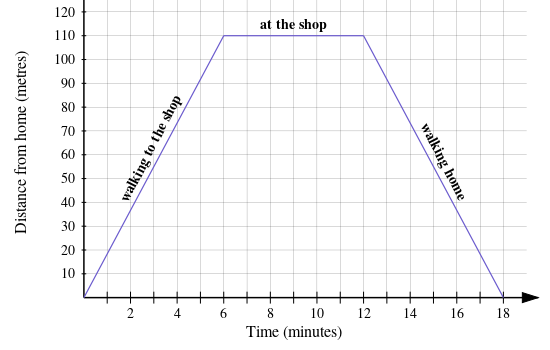 120
110
100
90
80
70
60
50
40
30
20
10
Distance from home (metres)
walking to the shop
at the shop
walking home
2 4 6 8 10 12 14 16 18
Time (minutes)